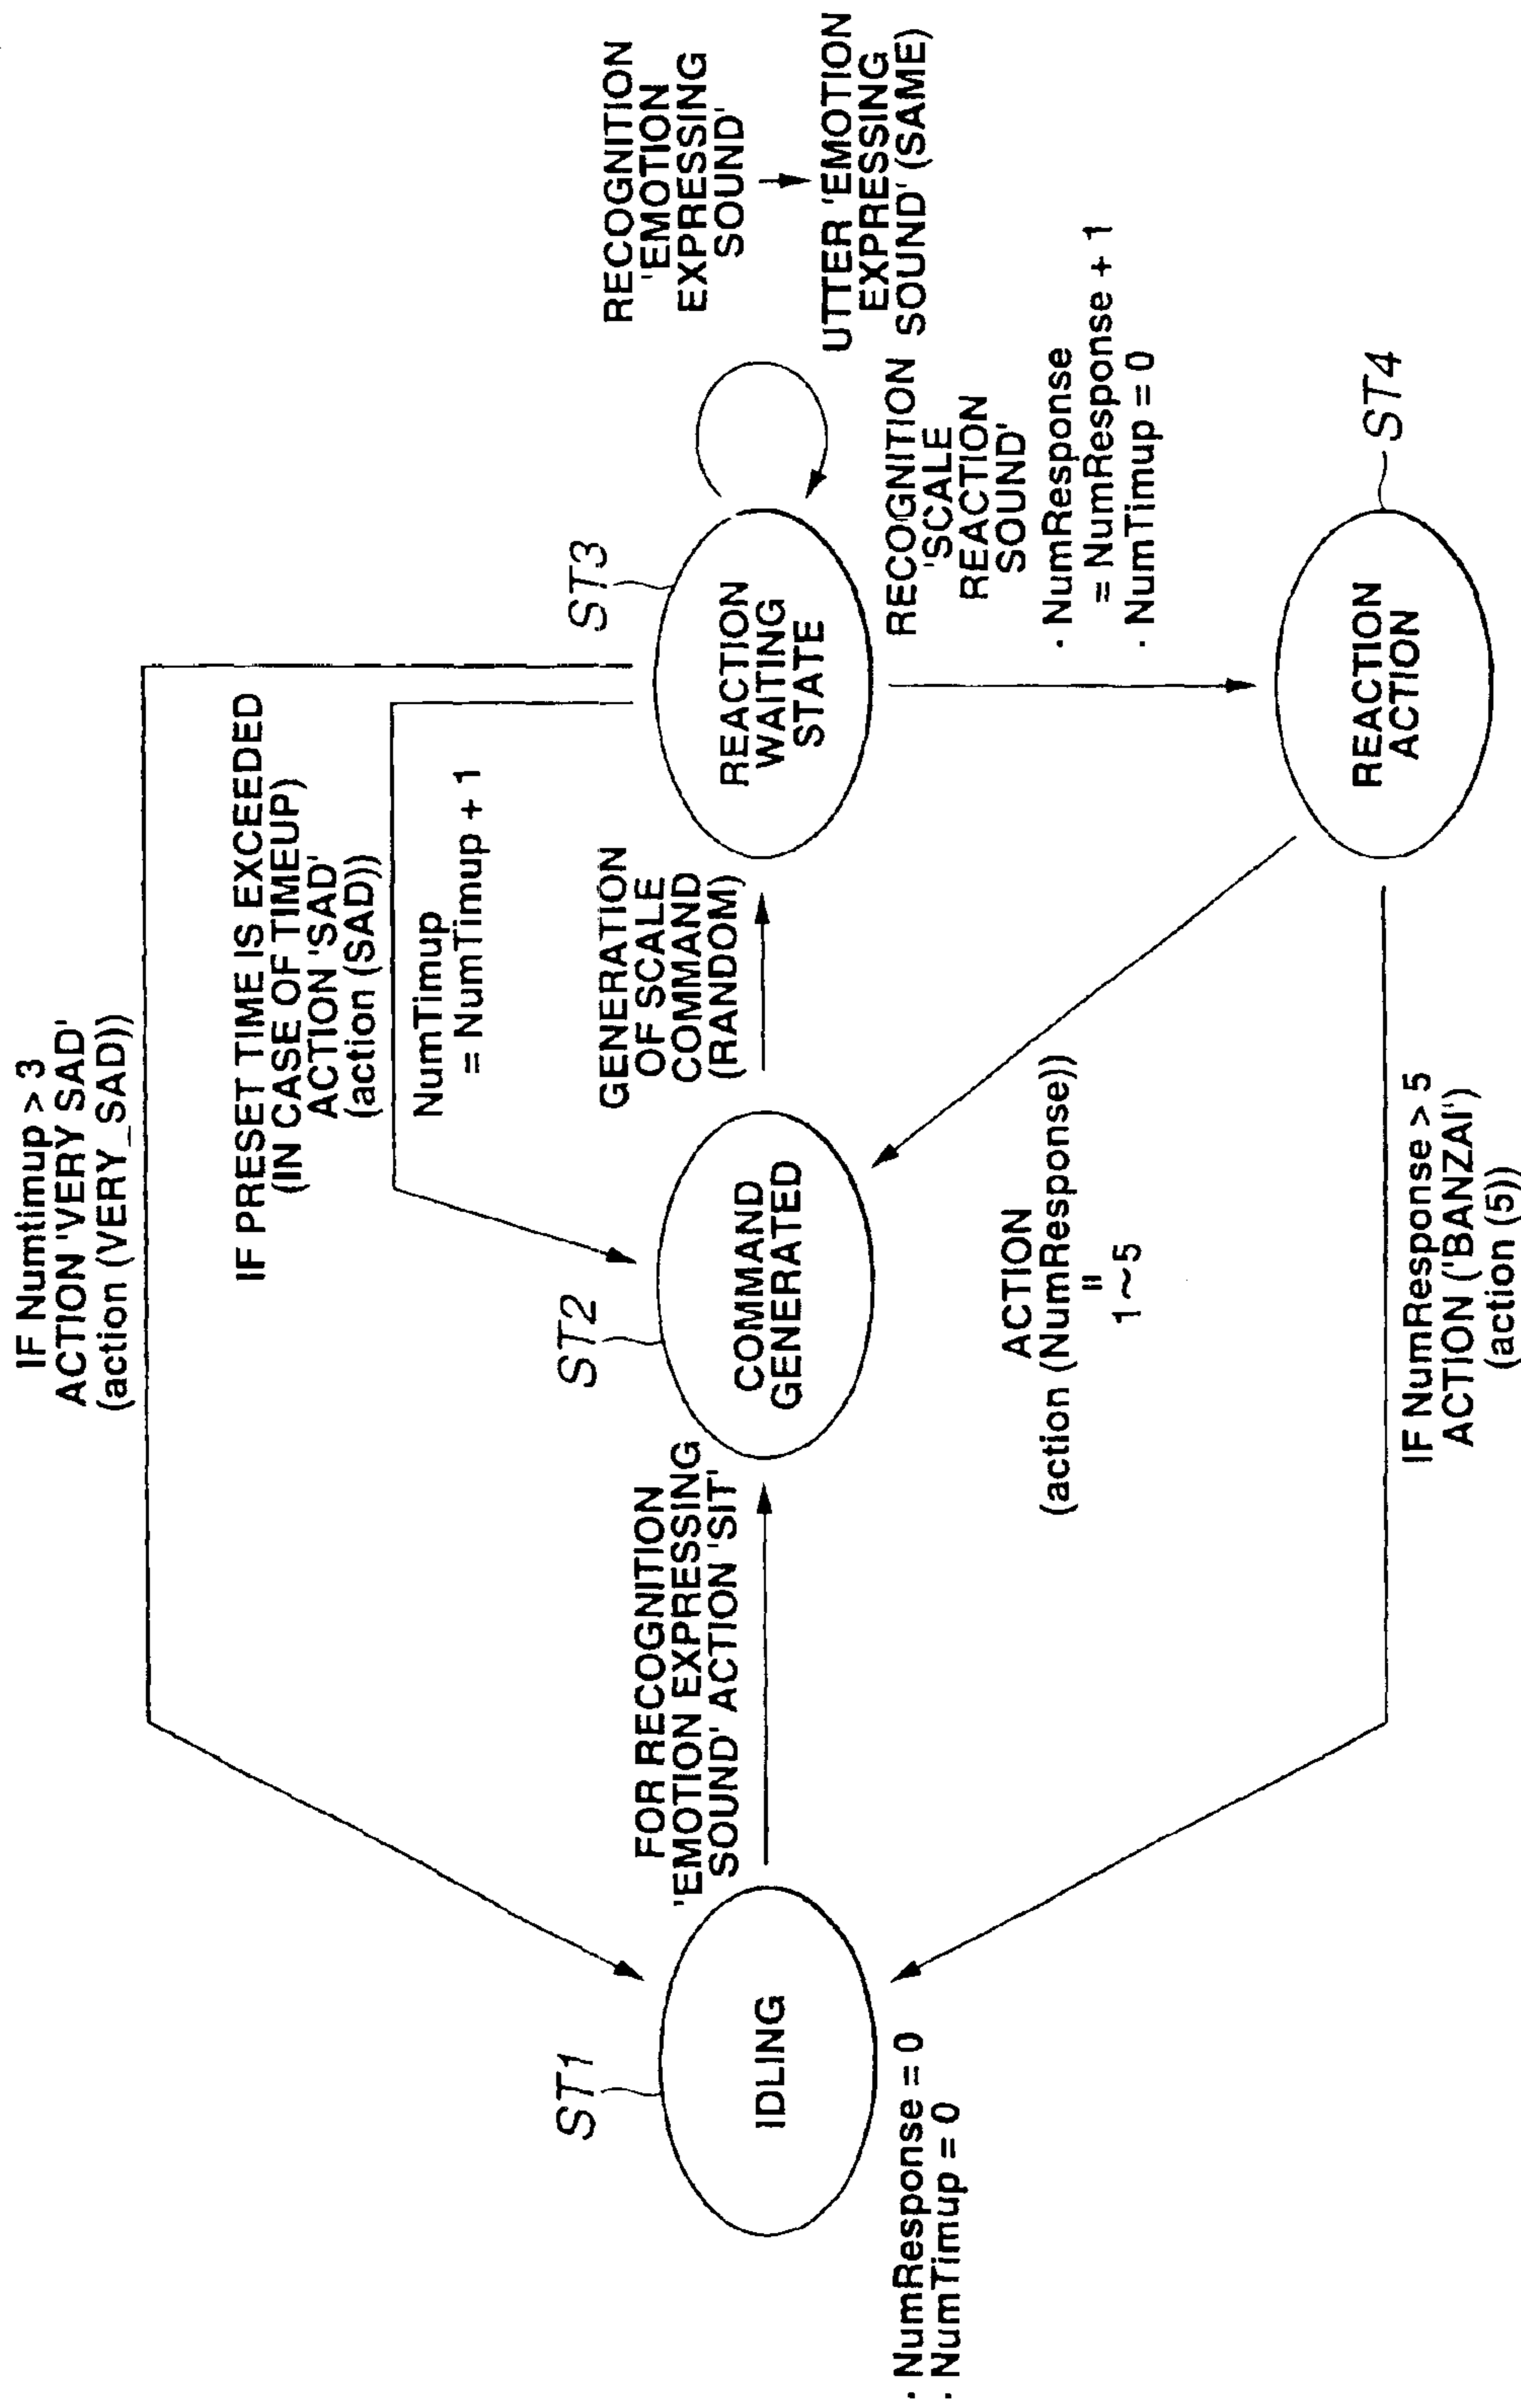 IF Numtimup > 3
ACTION 'VERY SAD'
(action (VERY_SAD))
IF PRESET TIME IS EXCEEDED
(IN CASE OF TIMEUP)
ACTION 'SAD'
(action (SAD))
NumTimup
= NumTimup + 1
ST1
IDLING
· NumResponse = 0
· NumTimup = 0
FOR RECOGNITION
'EMOTION EXPRESSING
SOUND' ACTION 'SIT'
ST2
COMMAND
GENERATED
GENERATION
OF SCALE
COMMAND
(RANDOM)
ST3
REACTION
WAITING
STATE
RECOGNITION
'EMOTION
EXPRESSING
SOUND'
UTTER 'EMOTION
EXPRESSING
SOUND' (SAME)
RECOGNITION
'SCALE
REACTION
SOUND'
· NumResponse
= NumResponse + 1
· NumTimup = 0
ACTION
(action (NumResponse))
=
1~5
REACTION
ACTION
ST4
IF NumResponse > 5
ACTION ('BANZAI')
(action (5))